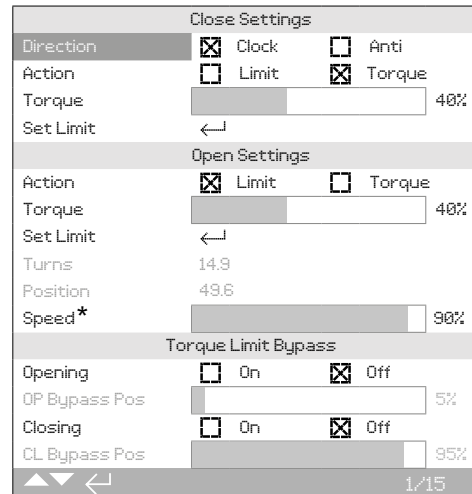 Close Settings
Direction Clock Anti
Action Limit Torque
Torque 40%
Set Limit
Open Settings
Action Limit Torque
Torque 40%
Set Limit
Turns 14.9
Position 49.6
Speed* 90%
Torque Limit Bypass
Opening On Off
OP Bypass Pos 5%
Closing On Off
CL Bypass Pos 95%
1/15